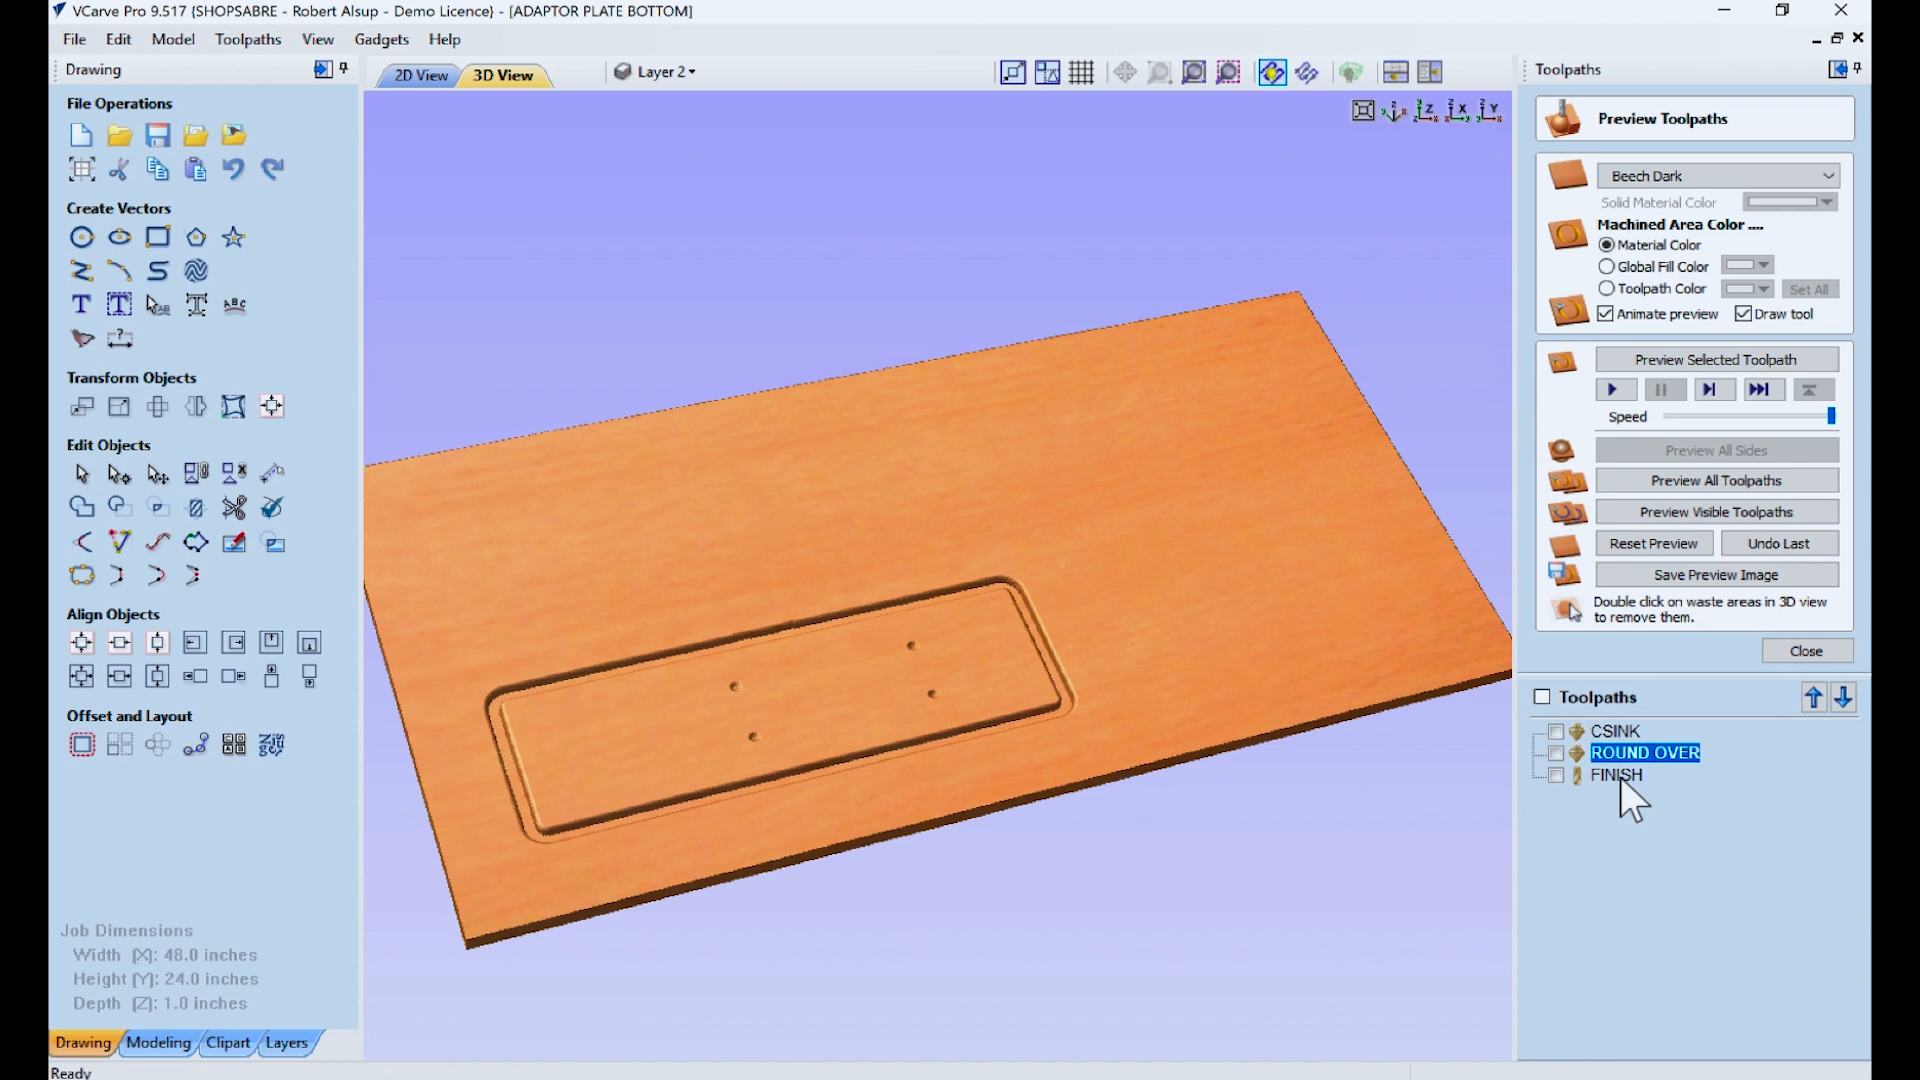 VCarve Pro 9.517 {SHOPSABRE - Robert Alsup - Demo Licence} - [ADAPTOR PLATE BOTTOM]
File Edit Model Toolpaths View Gadgets Help
Drawing
2D View 3D View Layer 2
Toolpaths
File Operations
Create Vectors
Transform Objects
Edit Objects
Align Objects
Offset and Layout
Job Dimensions
Width (X): 48.0 inches
Height (Y): 24.0 inches
Depth (Z): 1.0 inches
Drawing Modeling Clipart Layers
Ready
Preview Toolpaths
Beech Dark
Solid Material Color
Machined Area Color ....
Material Color
Global Fill Color
Toolpath Color Set All
Animate preview Draw tool
Preview Selected Toolpath
Speed
Preview All Sides
Preview All Toolpaths
Preview Visible Toolpaths
Reset Preview Undo Last
Save Preview Image
Double click on waste areas in 3D view
to remove them.
Close
Toolpaths
CSINK
ROUND OVER
FINISH